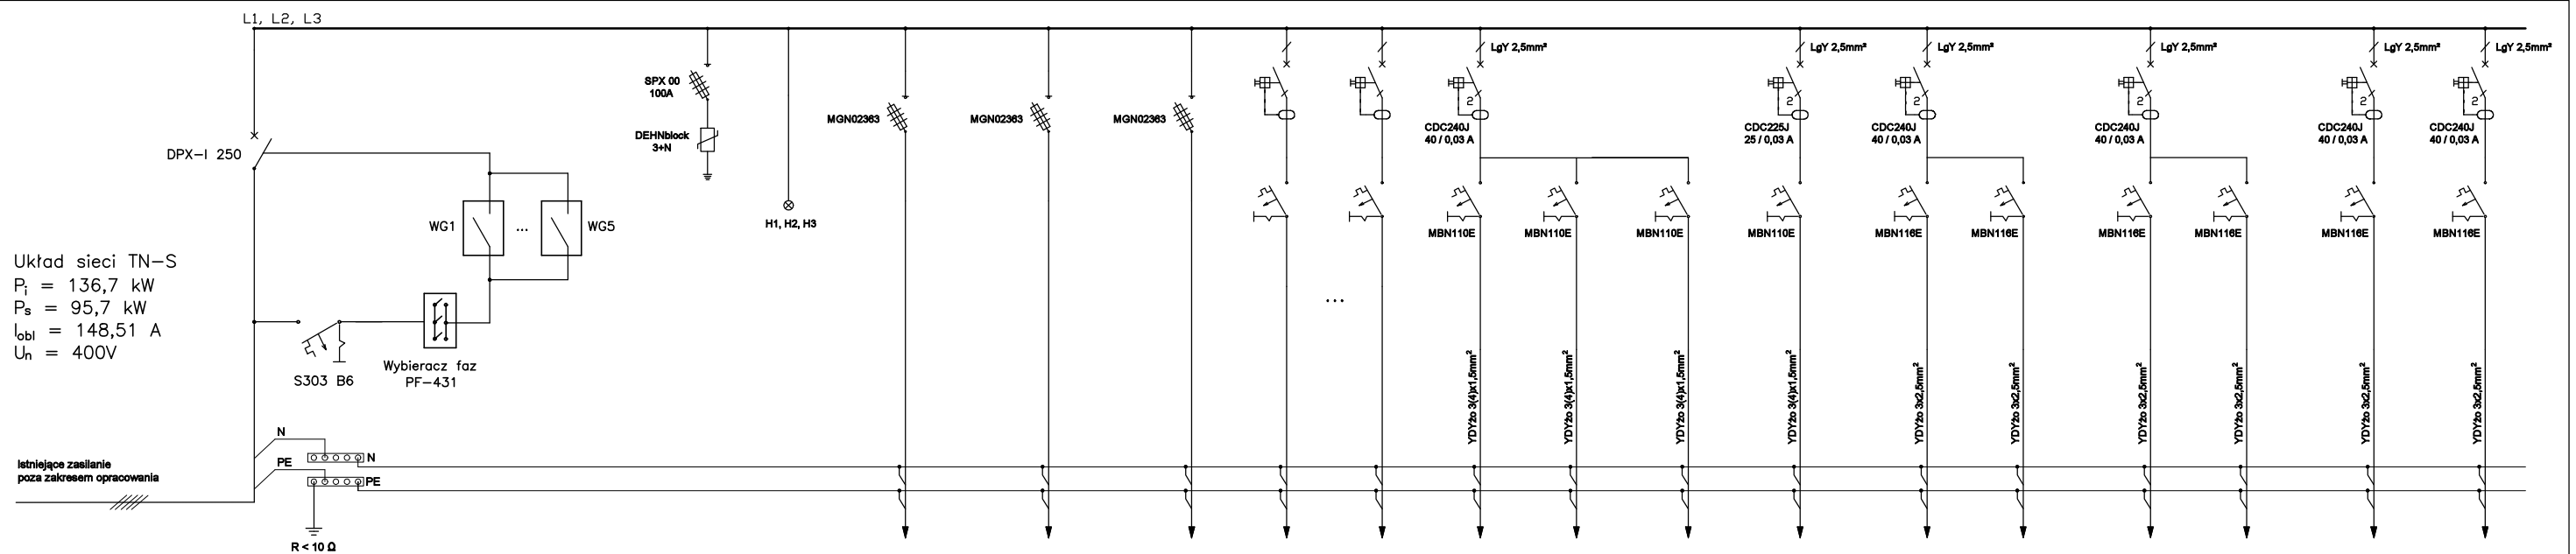 L1, L2, L3
LgY 2,5mm²
LgY 2,5mm²
LgY 2,5mm²
LgY 2,5mm²
LgY 2,5mm²
LgY 2,5mm²
SPX 00
100A
DEHNblock
3+N
MGN02363
MGN02363
MGN02363
2
2
2
2
2
2
CDC240J
40 / 0,03 A
CDC225J
25 / 0,03 A
CDC240J
40 / 0,03 A
CDC240J
40 / 0,03 A
CDC240J
40 / 0,03 A
CDC240J
40 / 0,03 A
DPX-I 250
WG1
...
WG5
H1, H2, H3
MBN110E
MBN110E
MBN110E
MBN110E
MBN116E
MBN116E
MBN116E
MBN116E
MBN116E
MBN116E
Układ sieci TN-S
Pi = 136,7 kW
Ps = 95,7 kW
Iobl = 148,51 A
Un = 400V
...
S303 B6
Wybieracz faz
PF-431
YDYżo 3(4)x1,5mm²
YDYżo 3(4)x1,5mm²
YDYżo 3(4)x1,5mm²
YDYżo 3(4)x1,5mm²
YDYżo 3x2,5mm²
YDYżo 3x2,5mm²
YDYżo 3x2,5mm²
YDYżo 3x2,5mm²
YDYżo 3x2,5mm²
YDYżo 3x2,5mm²
N
N
PE
PE
Istniejące zasilanie
poza zakresem opracowania
R < 10 Ω